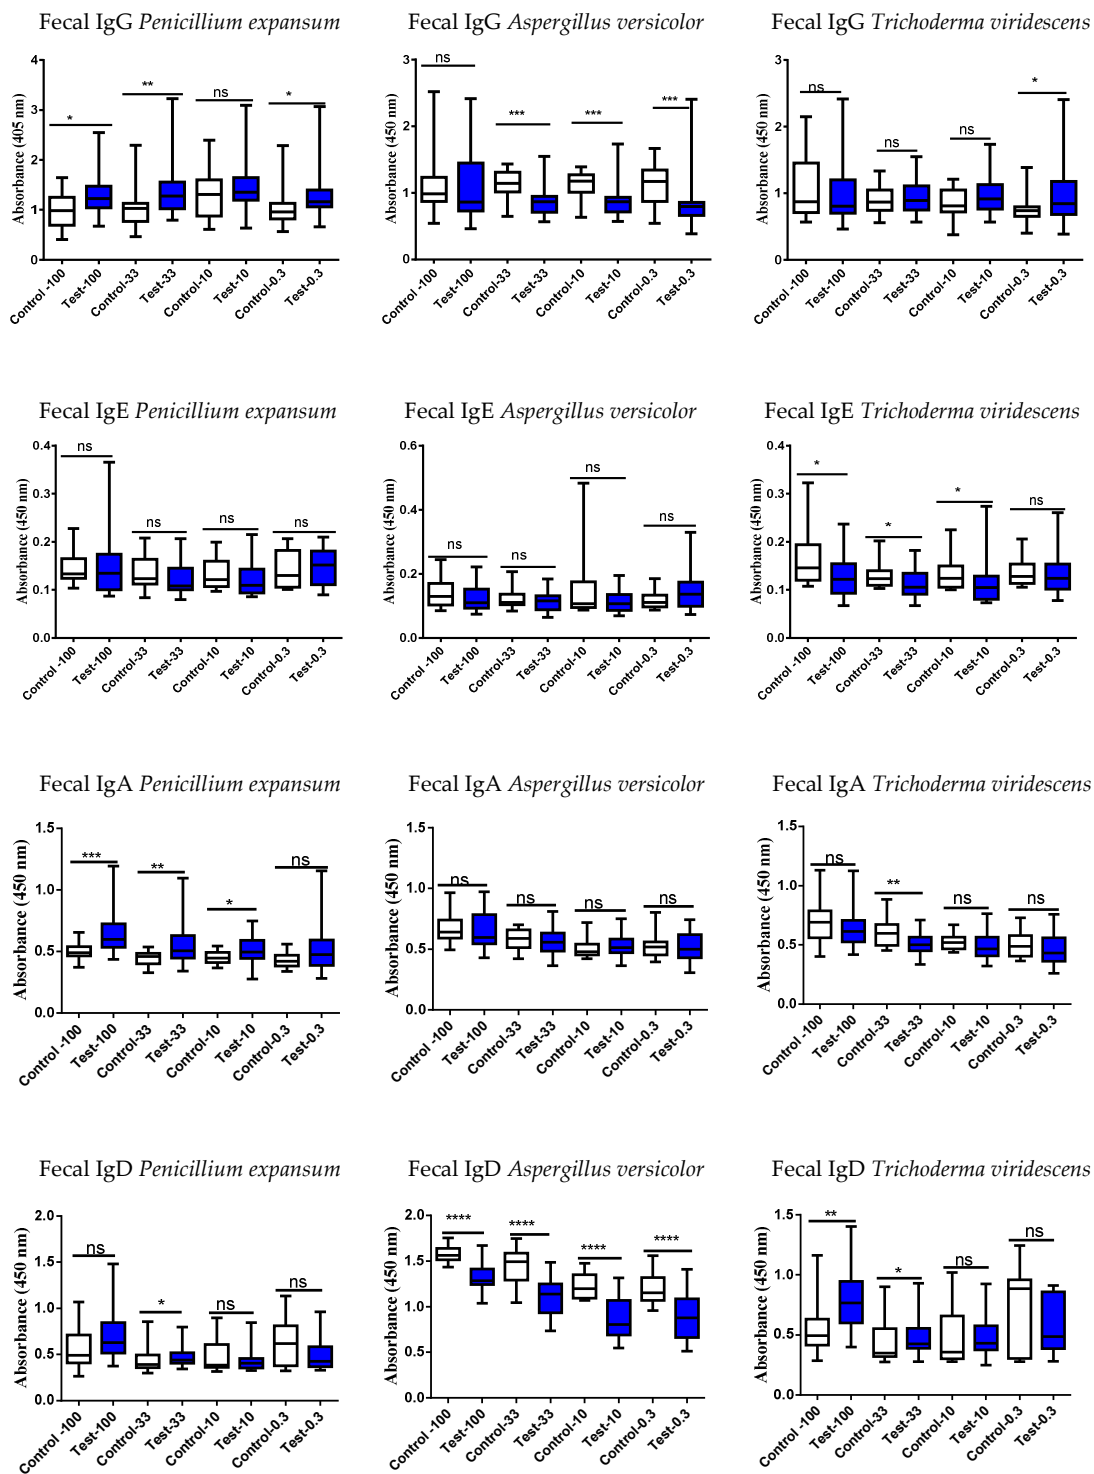 Fecal IgG Penicillium expansum
Absorbance (405 nm)
4
3
2
1
0
*
**
ns
*
Control -100
Test-100
Control-33
Test-33
Control-10
Test-10
Control-0.3
Test-0.3
Fecal IgG Aspergillus versicolor
Absorbance (450 nm)
3
2
1
0
ns
***
***
***
Control -100
Test-100
Control-33
Test-33
Control-10
Test-10
Control-0.3
Test-0.3
Fecal IgG Trichoderma viridescens
Absorbance (450 nm)
3
2
1
0
ns
ns
ns
*
Control -100
Test-100
Control-33
Test-33
Control-10
Test-10
Control-0.3
Test-0.3
Fecal IgE Penicillium expansum
Absorbance (450 nm)
0.4
0.3
0.2
0.1
0.0
ns
ns
ns
ns
Control -100
Test-100
Control-33
Test-33
Control-10
Test-10
Control-0.3
Test-0.3
Fecal IgE Aspergillus versicolor
Absorbance (450 nm)
0.6
0.4
0.2
0.0
ns
ns
ns
ns
Control -100
Test-100
Control-33
Test-33
Control-10
Test-10
Control-0.3
Test-0.3
Fecal IgE Trichoderma viridescens
Absorbance (450 nm)
0.4
0.3
0.2
0.1
0.0
*
*
*
ns
Control -100
Test-100
Control-33
Test-33
Control-10
Test-10
Control-0.3
Test-0.3
Fecal IgA Penicillium expansum
Absorbance (450 nm)
1.5
1.0
0.5
0.0
***
**
*
ns
Control -100
Test-100
Control-33
Test-33
Control-10
Test-10
Control-0.3
Test-0.3
Fecal IgA Aspergillus versicolor
Absorbance (450 nm)
1.5
1.0
0.5
0.0
ns
ns
ns
ns
Control -100
Test-100
Control-33
Test-33
Control-10
Test-10
Control-0.3
Test-0.3
Fecal IgA Trichoderma viridescens
Absorbance (450 nm)
1.5
1.0
0.5
0.0
ns
**
ns
ns
Control -100
Test-100
Control-33
Test-33
Control-10
Test-10
Control-0.3
Test-0.3
Fecal IgD Penicillium expansum
Absorbance (450 nm)
2.0
1.5
1.0
0.5
0.0
ns
*
ns
ns
Control -100
Test-100
Control-33
Test-33
Control-10
Test-10
Control-0.3
Test-0.3
Fecal IgD Aspergillus versicolor
Absorbance (450 nm)
2.0
1.5
1.0
0.5
0.0
****
****
****
****
Control -100
Test-100
Control-33
Test-33
Control-10
Test-10
Control-0.3
Test-0.3
Fecal IgD Trichoderma viridescens
Absorbance (450 nm)
1.5
1.0
0.5
0.0
**
*
ns
ns
Control -100
Test-100
Control-33
Test-33
Control-10
Test-10
Control-0.3
Test-0.3